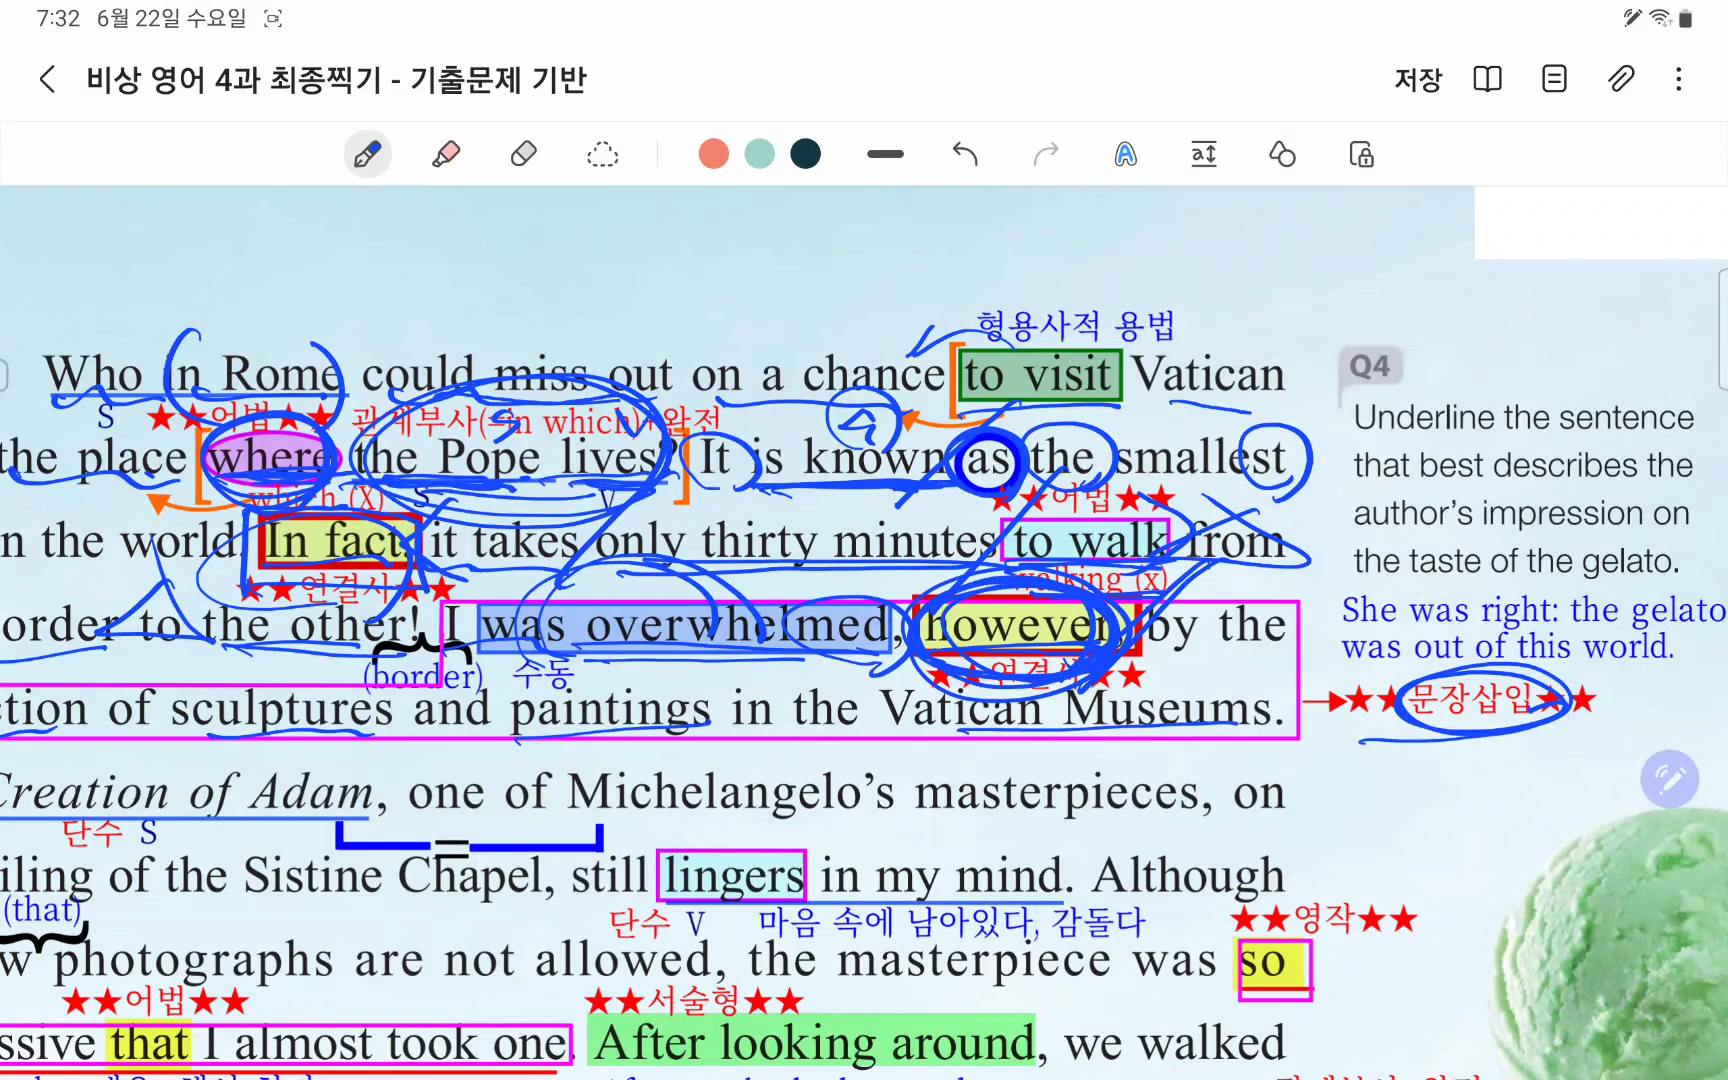 7:32 6월 22일 수요일
비상 영어 4과 최종찍기 - 기출문제 기반
저장
형용사적 용법
Who in Rome could miss out on a chance to visit Vatican
S ★★어법★★ 관계부사(=in which)+완전
S V 4
the place where the Pope lives? It is known as the smallest
which (X) S V ★★어법★★
n the world. In fact, it takes only thirty minutes to walk from
★★연결사★★ walking (x)
order to the other! I was overwhelmed, however, by the
(border) 수동 ★★연결사★★
ction of sculptures and paintings in the Vatican Museums.
★★문장삽입★★
Creation of Adam, one of Michelangelo's masterpieces, on
단수 S =
iling of the Sistine Chapel, still lingers in my mind. Although
(that) 단수 V 마음 속에 남아있다, 감돌다 ★★영작★★
w photographs are not allowed, the masterpiece was so
★★어법★★ ★★서술형★★
ssive that I almost took one. After looking around, we walked
Q4
Underline the sentence
that best describes the
author's impression on
the taste of the gelato.
She was right: the gelato
was out of this world.